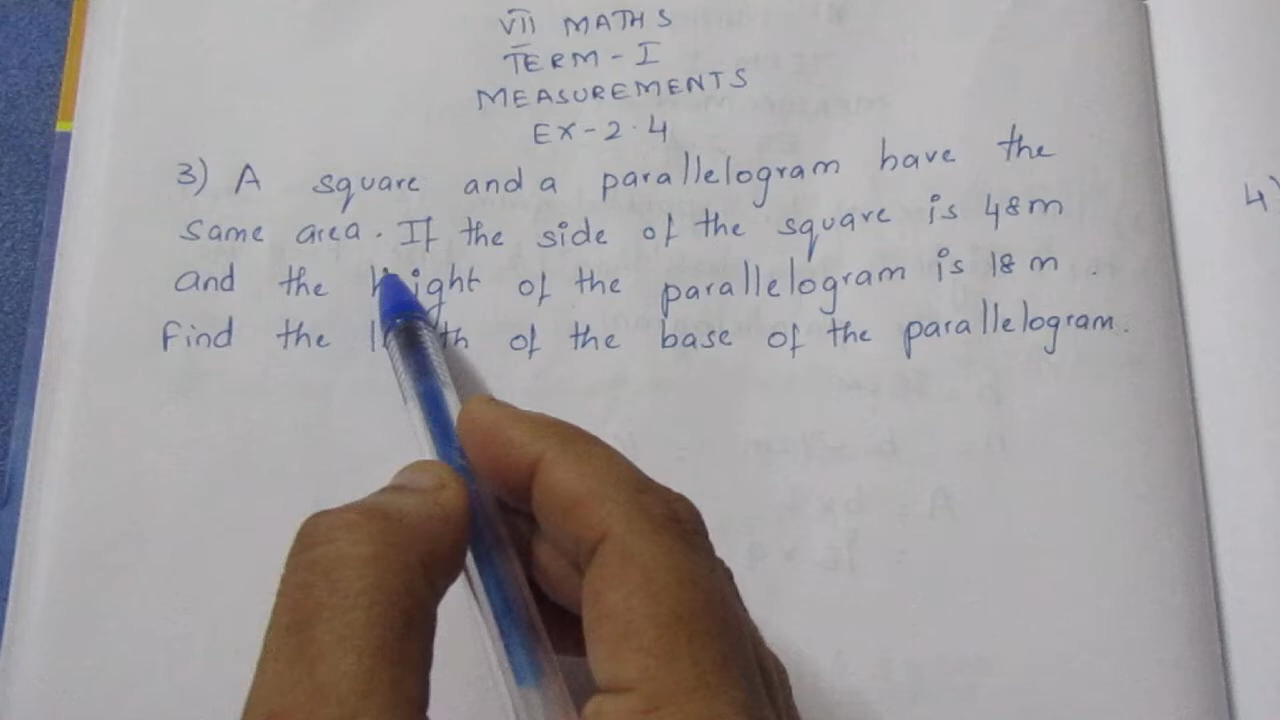 VII MATHS
TERM - I
MEASUREMENTS
EX-2.4
3) A square and a parallelogram have the
same area. If the side of the square is 48m
and the height of the parallelogram is 18 m.
Find the of the base of the parallelogram.
4)